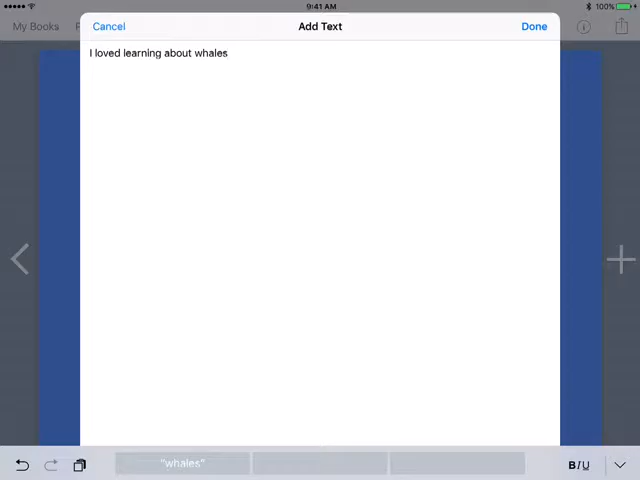 9:41 AM
100%
My Books
Cancel
Add Text
Done
I loved learning about whales
"whales"
B I U